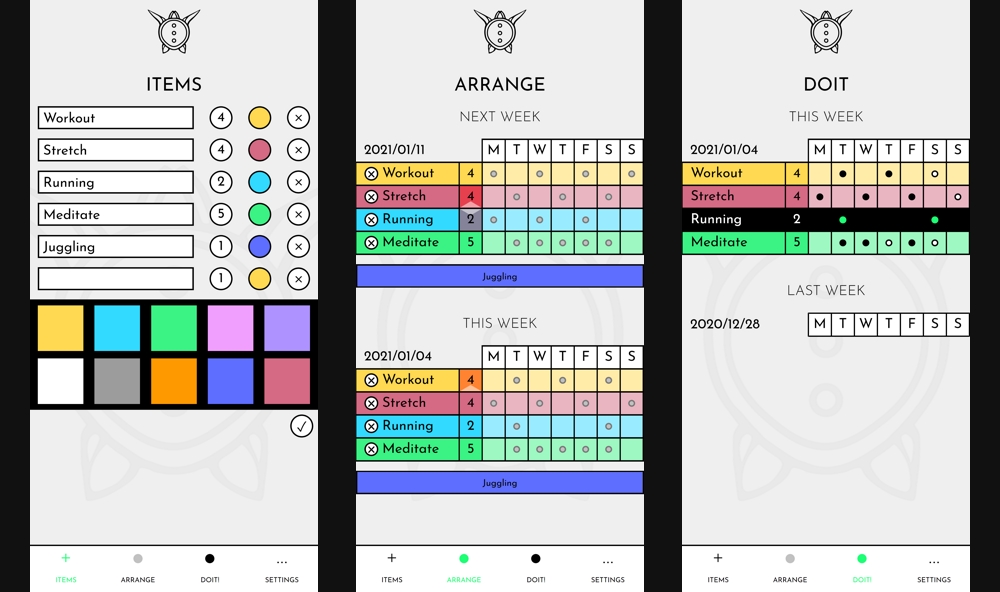 ITEMS
Workout 4 ×
Stretch 4 ×
Running 2 ×
Meditate 5 ×
Juggling 1 ×
1 ×
+ ITEMS
ARRANGE
DOIT!
... SETTINGS
ARRANGE
NEXT WEEK
2021/01/11 M T W T F S S
Workout 4
Stretch 4
Running 2
Meditate 5
Juggling
THIS WEEK
2021/01/04 M T W T F S S
Workout 4
Stretch 4
Running 2
Meditate 5
Juggling
+ ITEMS
ARRANGE
DOIT!
... SETTINGS
DOIT
THIS WEEK
2021/01/04 M T W T F S S
Workout 4
Stretch 4
Running 2
Meditate 5
LAST WEEK
2020/12/28 M T W T F S S
+ ITEMS
ARRANGE
DOIT!
... SETTINGS